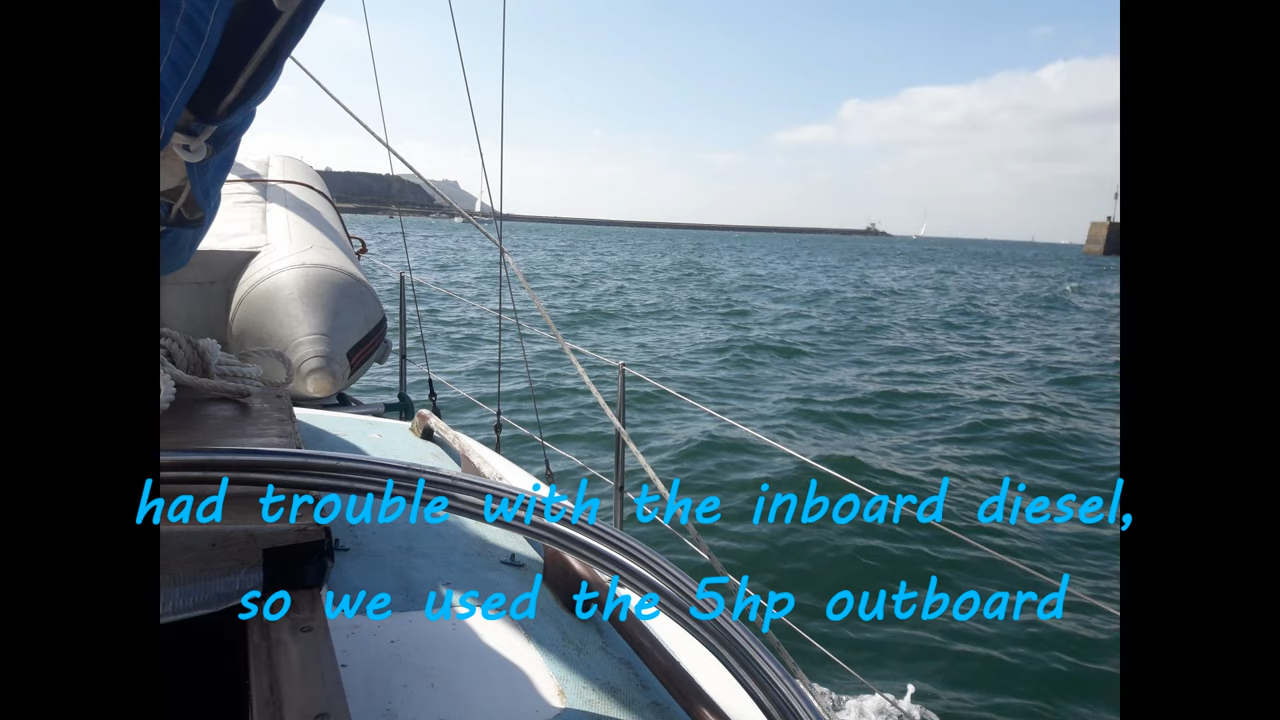 had trouble with the inboard diesel,
so we used the 5hp outboard